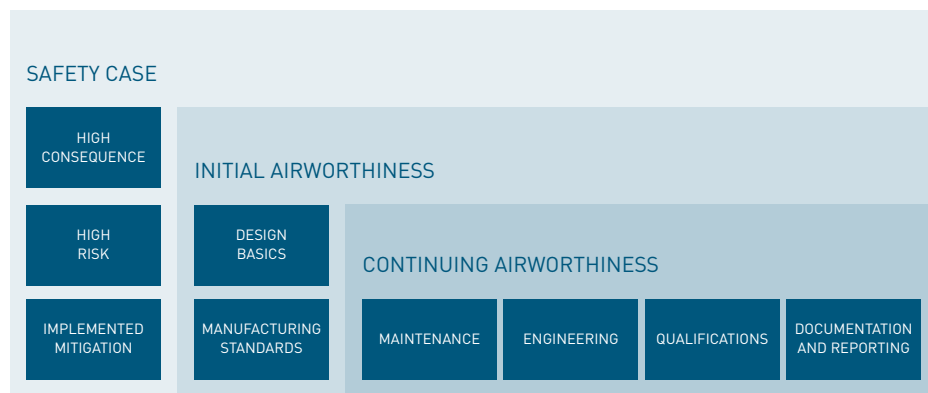 SAFETY CASE
HIGH
CONSEQUENCE
INITIAL AIRWORTHINESS
HIGH
RISK
DESIGN
BASICS
CONTINUING AIRWORTHINESS
IMPLEMENTED
MITIGATION
MANUFACTURING
STANDARDS
MAINTENANCE
ENGINEERING
QUALIFICATIONS
DOCUMENTATION
AND REPORTING